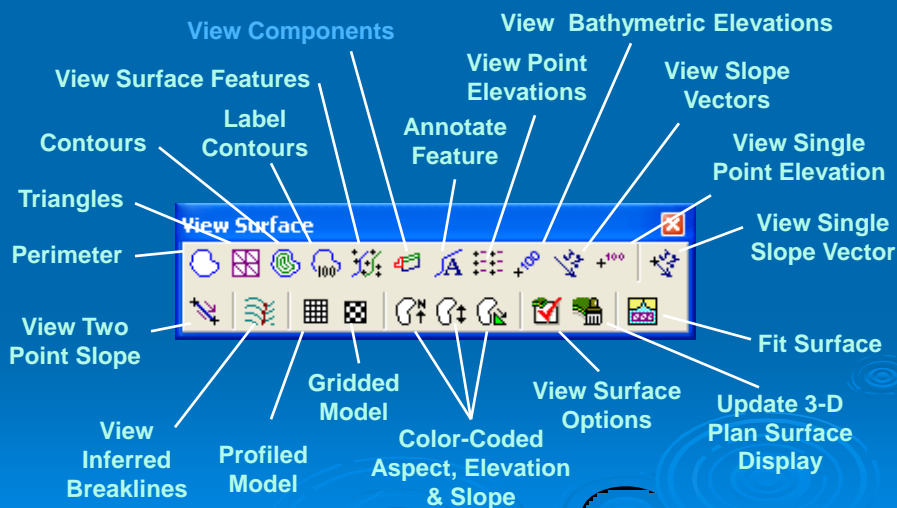 View Bathymetric Elevations
View Components
View Surface Features
View Point
Elevations
View Slope
Vectors
Label
Contours
Annotate
Feature
Contours
View Single
Point Elevation
Triangles
View Surface
Perimeter
View Single
Slope Vector
100
A
100
100
N
View Two
Point Slope
Fit Surface
Gridded
Model
View Surface
Options
Update 3-D
Plan Surface
Display
View
Inferred
Breaklines
Profiled
Model
Color-Coded
Aspect, Elevation
& Slope